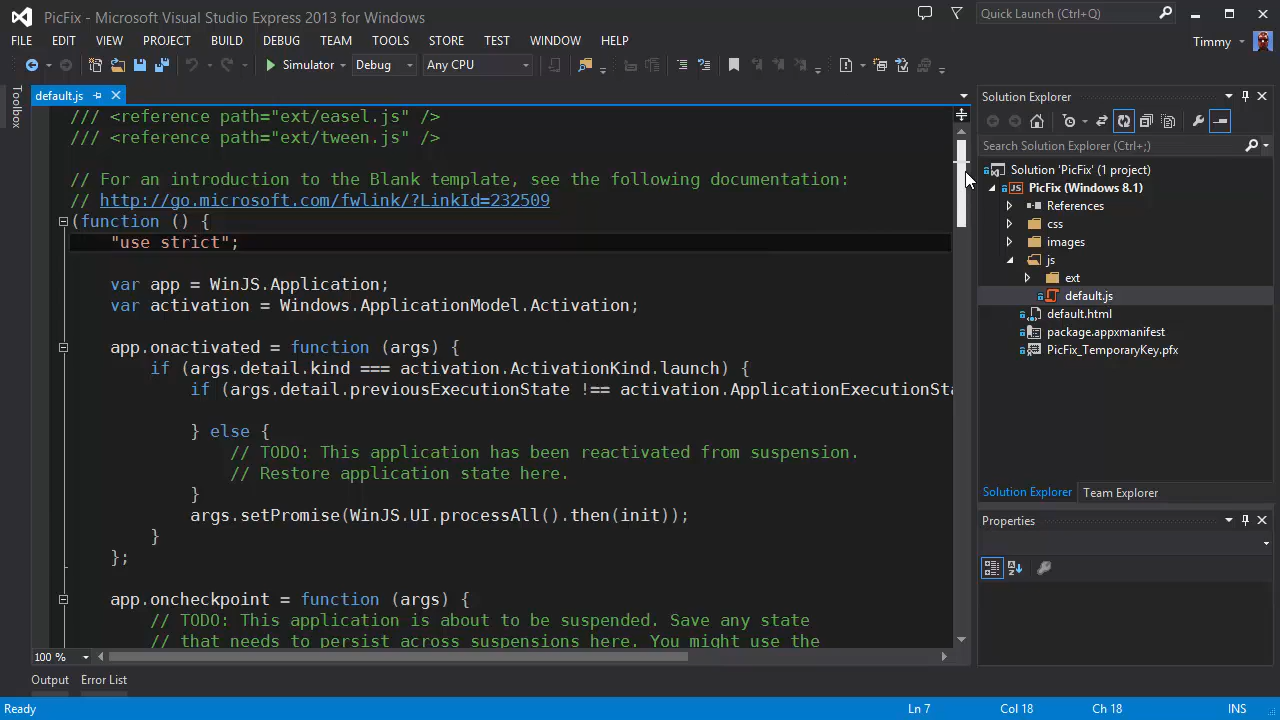 PicFix - Microsoft Visual Studio Express 2013 for Windows
Quick Launch (Ctrl+Q)
FILE EDIT VIEW PROJECT BUILD DEBUG TEAM TOOLS STORE TEST WINDOW HELP
Timmy
Simulator Debug Any CPU
Toolbox
default.js
/// <reference path="ext/easel.js" />
/// <reference path="ext/tween.js" />
// For an introduction to the Blank template, see the following documentation:
// http://go.microsoft.com/fwlink/?LinkId=232509
(function () {
"use strict";
var app = WinJS.Application;
var activation = Windows.ApplicationModel.Activation;
app.onactivated = function (args) {
if (args.detail.kind === activation.ActivationKind.launch) {
if (args.detail.previousExecutionState !== activation.ApplicationExecutionSta
} else {
// TODO: This application has been reactivated from suspension.
// Restore application state here.
}
args.setPromise(WinJS.UI.processAll().then(init));
}
};
app.oncheckpoint = function (args) {
// TODO: This application is about to be suspended. Save any state
// that needs to persist across suspensions here. You might use the
100 %
Solution Explorer
Search Solution Explorer (Ctrl+;)
Solution 'PicFix' (1 project)
JS PicFix (Windows 8.1)
References
css
images
js
ext
default.js
default.html
package.appxmanifest
PicFix_TemporaryKey.pfx
Solution Explorer Team Explorer
Properties
Output Error List
Ready Ln 7 Col 18 Ch 18 INS